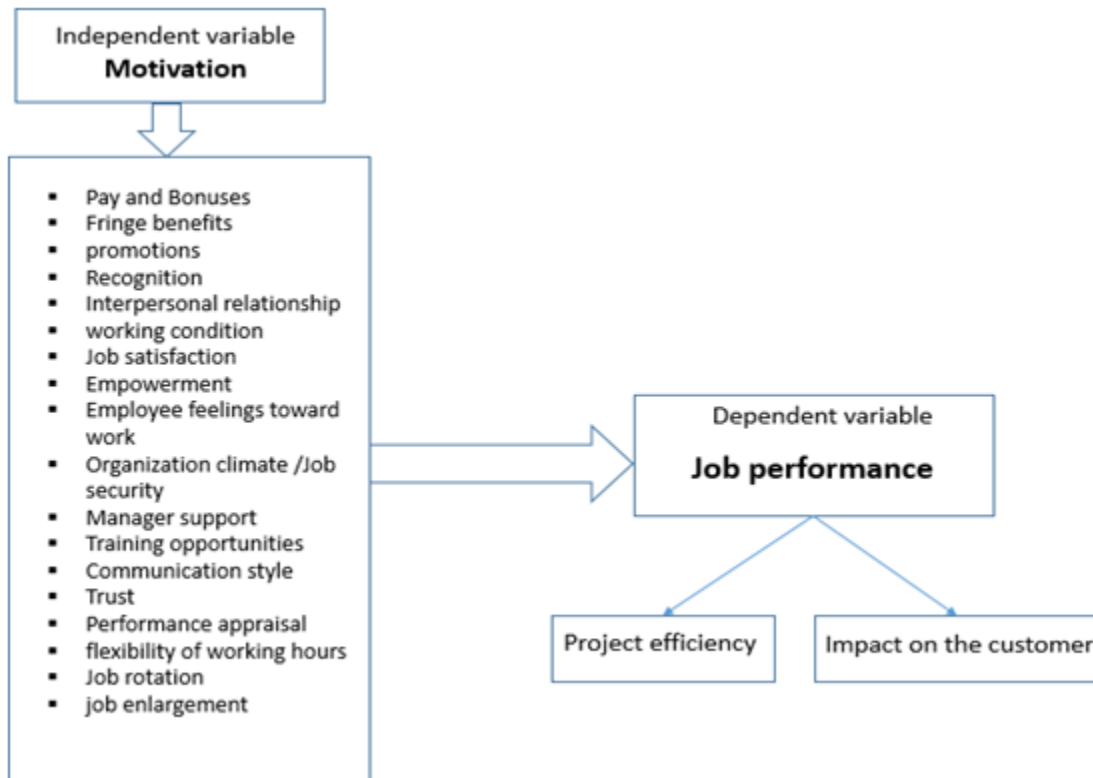 Independent variable
Motivation
▪ Pay and Bonuses
▪ Fringe benefits
▪ promotions
▪ Recognition
▪ Interpersonal relationship
▪ working condition
▪ Job satisfaction
▪ Empowerment
▪ Employee feelings toward
work
▪ Organization climate /Job
security
▪ Manager support
▪ Training opportunities
▪ Communication style
▪ Trust
▪ Performance appraisal
▪ flexibility of working hours
▪ Job rotation
▪ job enlargement
Dependent variable
Job performance
Project efficiency
Impact on the customer